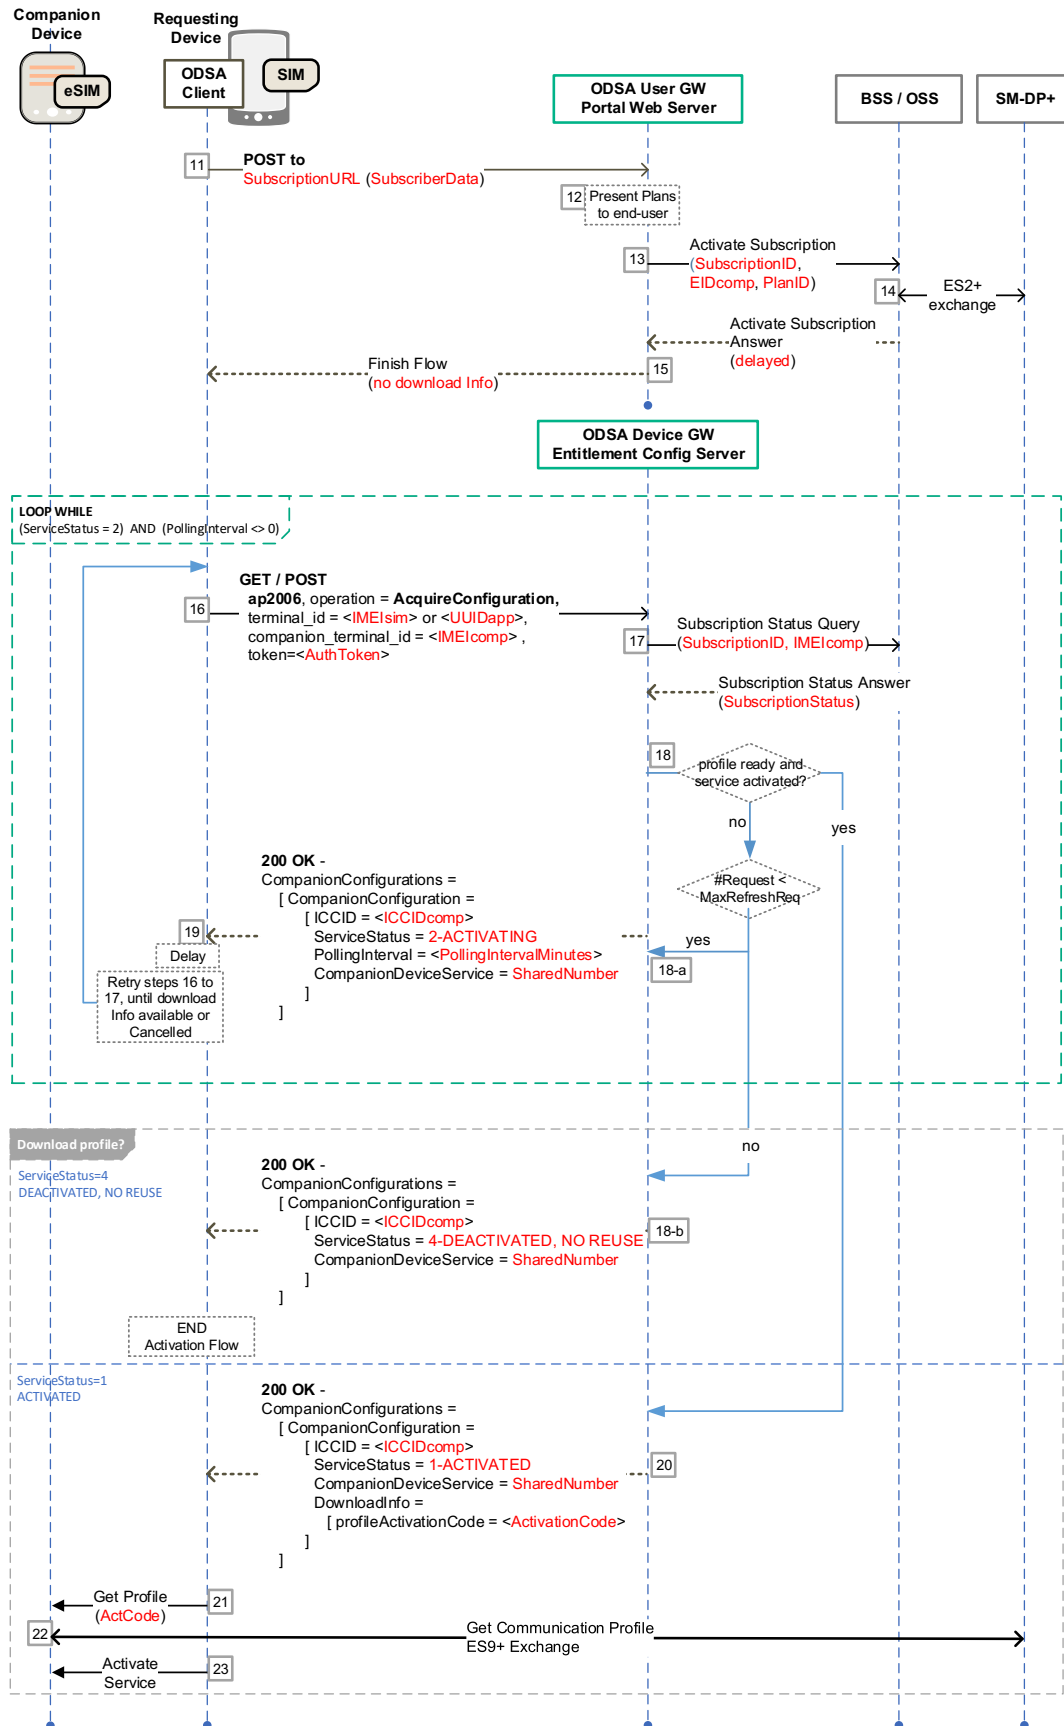 Companion
Device
Requesting
Device
eSIM
ODSA
Client
SIM
ODSA User GW
Portal Web Server
BSS / OSS
SM-DP+
11
POST to
SubscriptionURL (SubscriberData)
12
Present Plans
to end-user
13
Activate Subscription
(SubscriptionID,
EIDcomp, PlanID)
14
ES2+
exchange
Activate Subscription
Answer
(delayed)
15
Finish Flow
(no download Info)
ODSA Device GW
Entitlement Config Server
LOOP WHILE
(ServiceStatus = 2) AND (PollingInterval <> 0)
16
GET / POST
ap2006, operation = AcquireConfiguration,
terminal_id = <IMEIsim> or <UUIDapp>,
companion_terminal_id = <IMEIcomp> ,
token=<AuthToken>
17
Subscription Status Query
(SubscriptionID, IMEIcomp)
Subscription Status Answer
(SubscriptionStatus)
18
profile ready and
service activated?
no
yes
#Request <
MaxRefreshReq
200 OK -
CompanionConfigurations =
[ CompanionConfiguration =
[ ICCID = <ICCIDcomp>
ServiceStatus = 2-ACTIVATING
PollingInterval = <PollingIntervalMinutes>
CompanionDeviceService = SharedNumber
]
]
yes
18-a
19
Delay
Retry steps 16 to
17, until download
Info available or
Cancelled
Download profile?
no
ServiceStatus=4
DEACTIVATED, NO REUSE
200 OK -
CompanionConfigurations =
[ CompanionConfiguration =
[ ICCID = <ICCIDcomp>
ServiceStatus = 4-DEACTIVATED, NO REUSE
CompanionDeviceService = SharedNumber
]
]
18-b
END
Activation Flow
ServiceStatus=1
ACTIVATED
200 OK -
CompanionConfigurations =
[ CompanionConfiguration =
[ ICCID = <ICCIDcomp>
ServiceStatus = 1-ACTIVATED
CompanionDeviceService = SharedNumber
DownloadInfo =
[ profileActivationCode = <ActivationCode>
]
]
20
21
Get Profile
(ActCode)
22
Get Communication Profile
ES9+ Exchange
23
Activate
Service